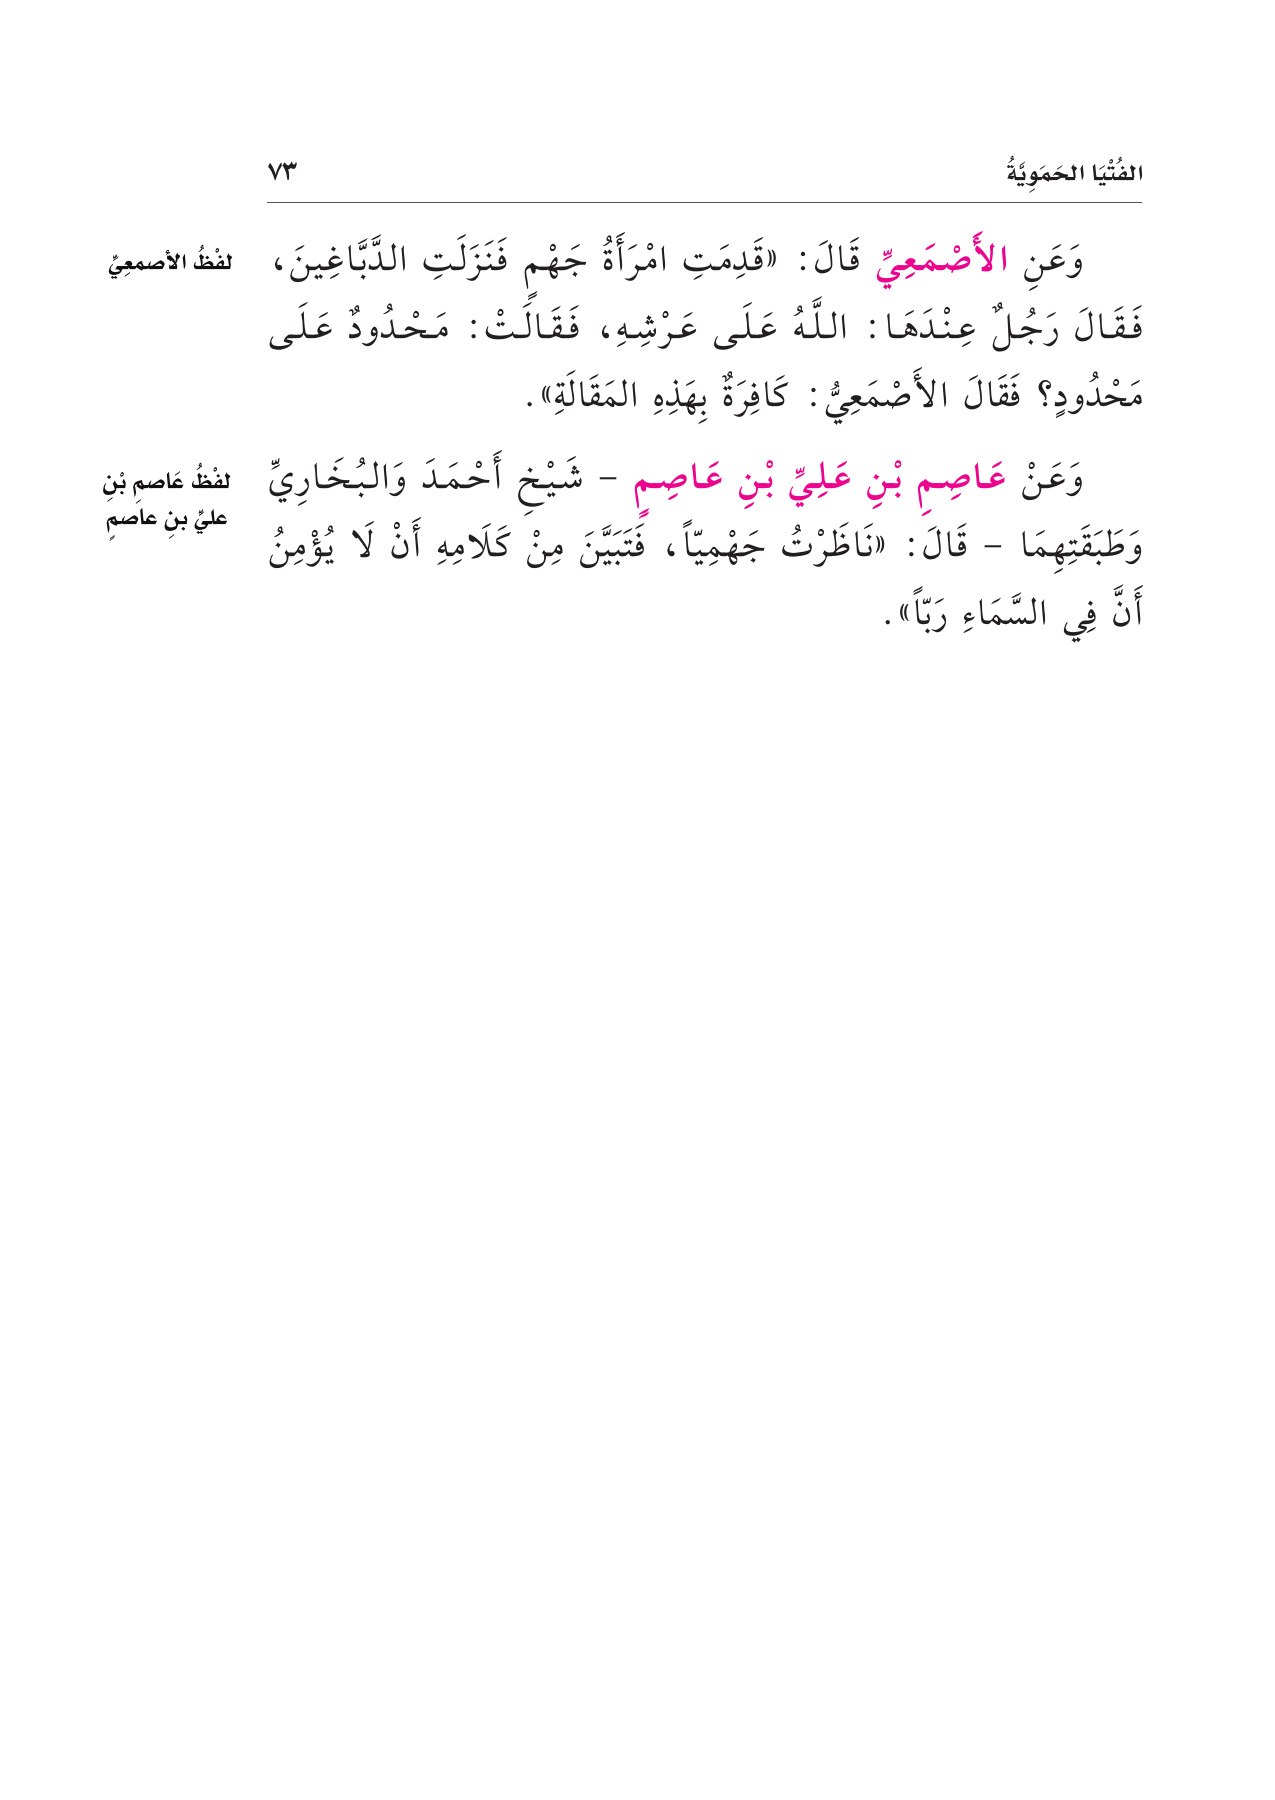 الفُتْيَا الحَمَوِيَّةُ
٧٣
وَعَنِ الأَصْمَعِيِّ قَالَ: «قَدِمَتِ امْرَأَةُ جَهْمٍ فَنَزَلَتِ الدَّبَّاغِينَ،
لفْظُ الأصمعِيِّ
فَقَالَ رَجُلٌ عِنْدَهَا: اللَّهُ عَلَى عَرْشِهِ، فَقَالَتْ: مَحْدُودٌ عَلَى
مَحْدُودٍ؟ فَقَالَ الأَصْمَعِيُّ: كَافِرَةٌ بِهَذِهِ المَقَالَةِ».
وَعَنْ عَاصِمِ بْنِ عَلِيِّ بْنِ عَاصِمٍ – شَيْخِ أَحْمَدَ وَالبُخَارِيِّ
لفْظُ عَاصمِ بْنِ
عليِّ بنِ عاصمٍ
وَطَبَقَتِهِمَا – قَالَ: «نَاظَرْتُ جَهْمِيّاً، فَتَبَيَّنَ مِنْ كَلَامِهِ أَنْ لَا يُؤْمِنُ
أَنَّ فِي السَّمَاءِ رَبّاً».